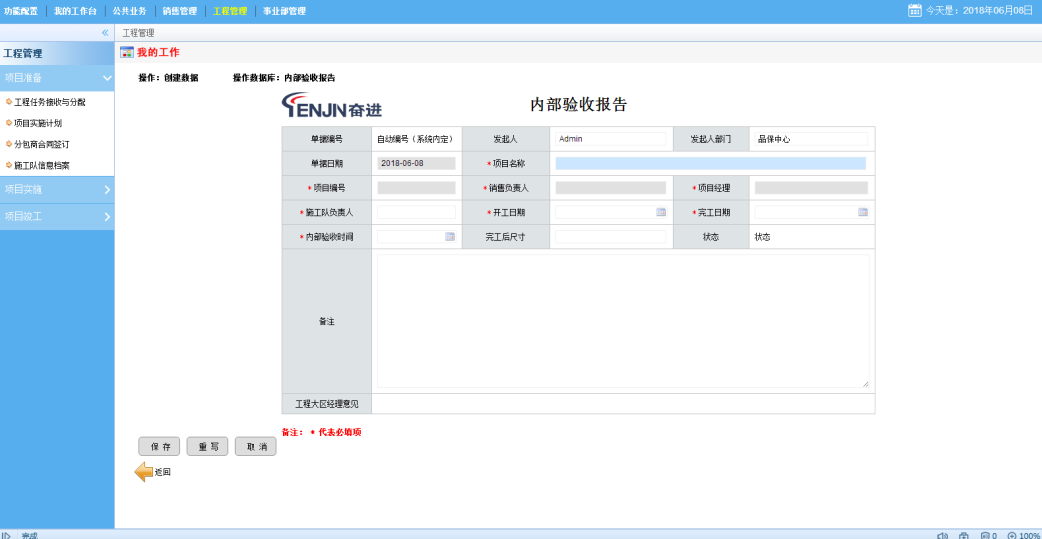 功能配置 我的工作台 公共业务 销售管理 工程管理 事业部管理 今天是：2018年06月08日
« 工程管理
工程管理 我的工作
项目准备 操作：创建数据 操作数据库：内部验收报告
工程任务接收与分配
项目实施计划
分包商合同签订
施工队信息档案
项目实施
项目竣工
TENJN奋进 内部验收报告
单据编号 自动编号（系统内定） 发起人 Admin 发起人部门 品保中心
单据日期 2018-06-08 *项目名称
*项目编号 *销售负责人 *项目经理
*施工队负责人 *开工日期 *完工日期
*内部验收时间 完工后尺寸 状态 状态
备注
工程大区经理意见
备注： * 代表必填项
保 存 重 写 取 消
返回
完成 0 100%